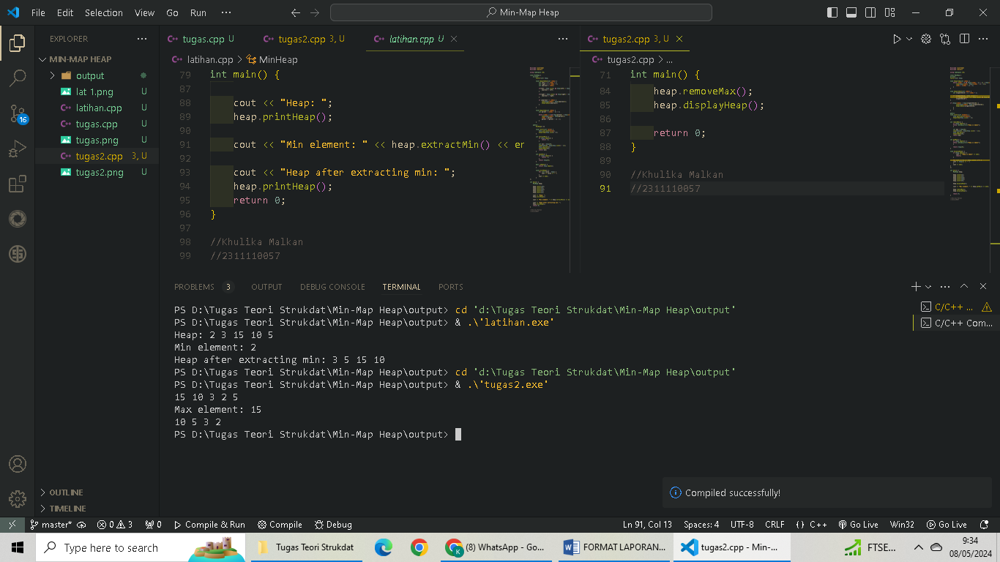 File Edit Selection View Go Run ··· Min-Map Heap
EXPLORER ···
MIN-MAP HEAP
output
lat 1.png U
latihan.cpp U
tugas.cpp U
tugas.png U
tugas2.cpp 3, U
tugas2.png U
OUTLINE
TIMELINE
16
tugas.cpp U tugas2.cpp 3, U latihan.cpp U ···
latihan.cpp > MinHeap
79 int main() {
87
88 cout << "Heap: ";
89 heap.printHeap();
90
91 cout << "Min element: " << heap.extractMin() << er
92
93 cout << "Heap after extracting min: ";
94 heap.printHeap();
95 return 0;
96 }
97
98 //Khulika Malkan
99 //2311110057
tugas2.cpp 3, U ···
tugas2.cpp > ...
71 int main() {
84 heap.removeMax();
85 heap.displayHeap();
86
87 return 0;
88 }
89
90 //Khulika Malkan
91 //2311110057
PROBLEMS 3 OUTPUT DEBUG CONSOLE TERMINAL PORTS ···
PS D:\Tugas Teori Strukdat\Min-Map Heap\output> cd 'd:\Tugas Teori Strukdat\Min-Map Heap\output'
PS D:\Tugas Teori Strukdat\Min-Map Heap\output> & .\'latihan.exe'
Heap: 2 3 15 10 5
Min element: 2
Heap after extracting min: 3 5 15 10
PS D:\Tugas Teori Strukdat\Min-Map Heap\output> cd 'd:\Tugas Teori Strukdat\Min-Map Heap\output'
PS D:\Tugas Teori Strukdat\Min-Map Heap\output> & .\'tugas2.exe'
15 10 3 2 5
Max element: 15
10 5 3 2
PS D:\Tugas Teori Strukdat\Min-Map Heap\output>
C/C++ ...
C/C++ Com...
Compiled successfully!
master* 0 3 0 Compile & Run Compile Debug Ln 91, Col 13 Spaces: 4 UTF-8 CRLF {} C++ Go Live Win32 Go Live
Type here to search Tugas Teori Strukdat (8) WhatsApp - Go... FORMAT LAPORAN... tugas2.cpp - Min-... FTSE... 9:34
08/05/2024